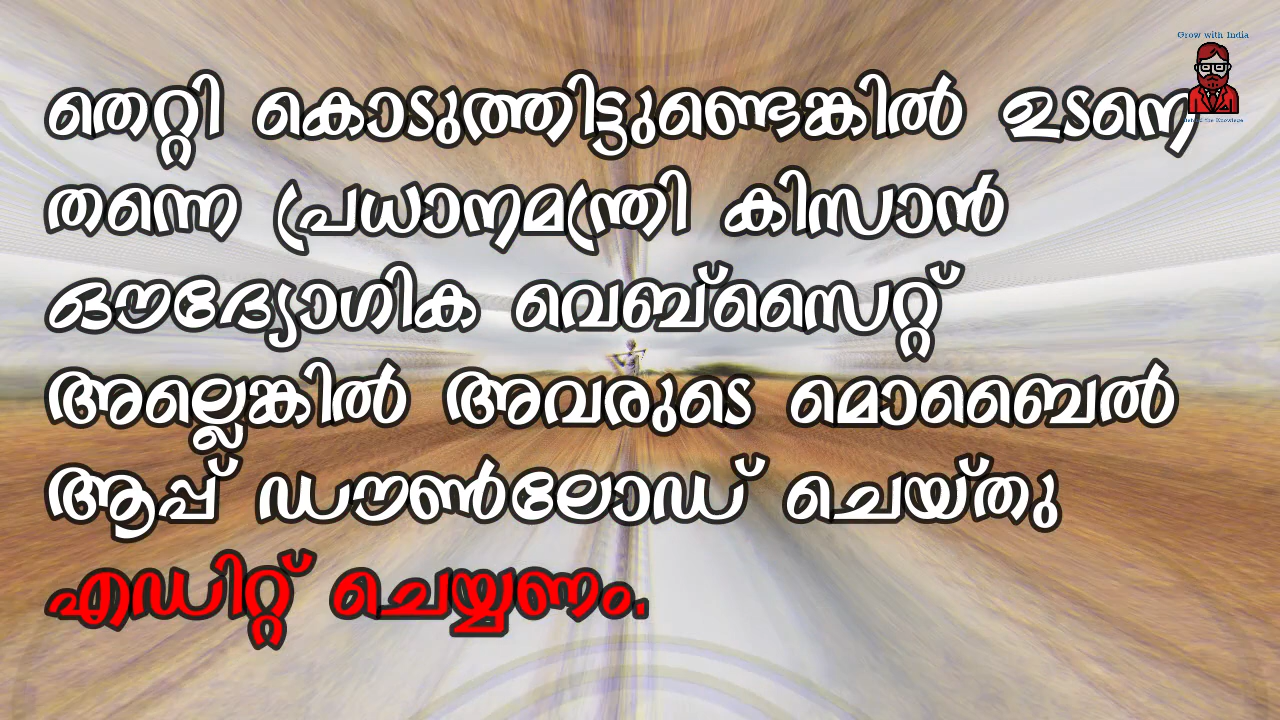 Grow with India
തെറ്റി കൊടുത്തിട്ടുണ്ടെങ്കിൽ ഉടനെ
തന്നെ പ്രധാനമന്ത്രി കിസാൻ
ഔദ്യോഗിക വെബ്സൈറ്റ്
അല്ലെങ്കിൽ അവരുടെ മൊബൈൽ
ആപ്പ് ഡൗൺലോഡ് ചെയ്തു
എഡിറ്റ് ചെയ്യണം.